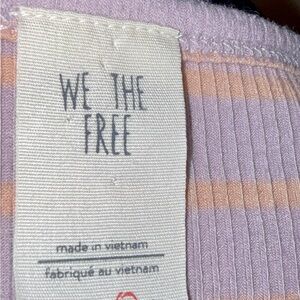 WE THE
FREE
made in vietnam
fabriqué au vietnam